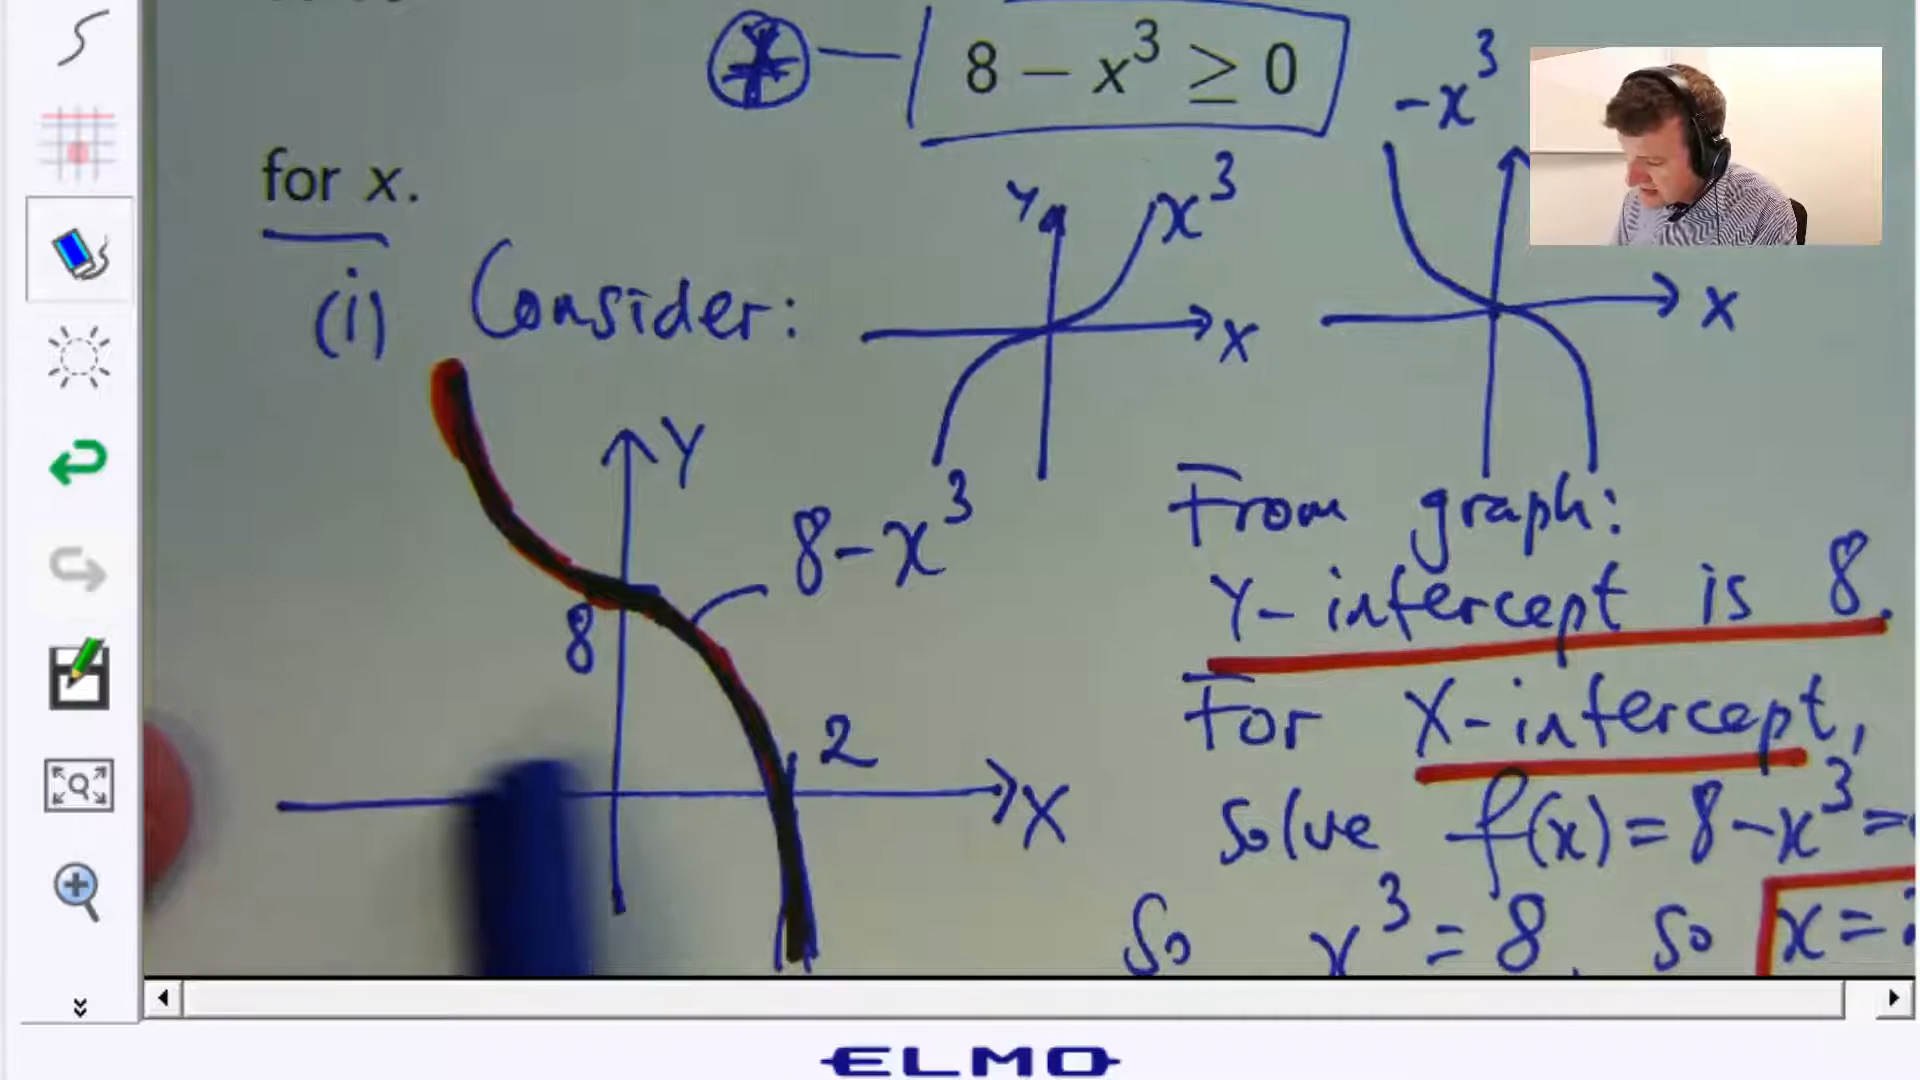 8 − x³ ≥ 0
for x.
(i) Consider:
Y
x³
X
−x³
X
Y
8−x³
8
2
X
From graph:
Y-intercept is 8.
For X-intercept,
solve f(x)=8−x³=
So x³=8, so x=
ELMO